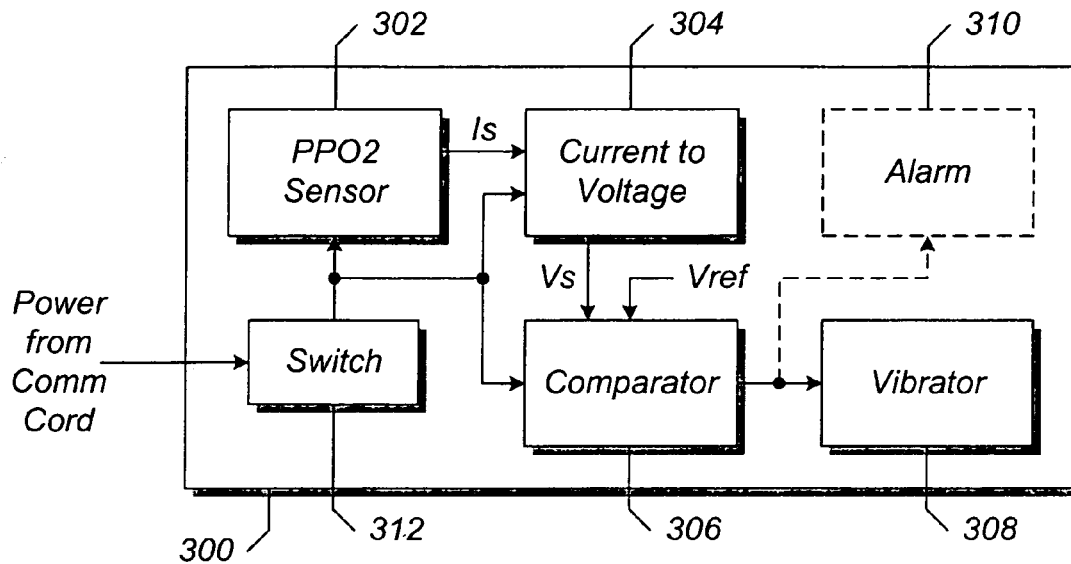 302
304
310
PPO2
Sensor
Is
Current to
Voltage
Alarm
Vs
Vref
Power
from
Comm
Cord
Switch
Comparator
Vibrator
300
312
306
308